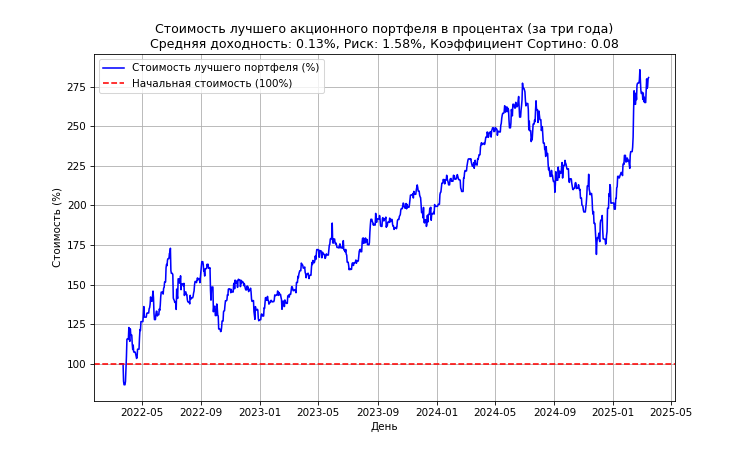 Стоимость лучшего акционного портфеля в процентах (за три года)
Средняя доходность: 0.13%, Риск: 1.58%, Коэффициент Сортино: 0.08
Стоимость лучшего портфеля (%)
Начальная стоимость (100%)
Стоимость (%)
275
250
225
200
175
150
125
100
2022-05 2022-09 2023-01 2023-05 2023-09 2024-01 2024-05 2024-09 2025-01 2025-05
День